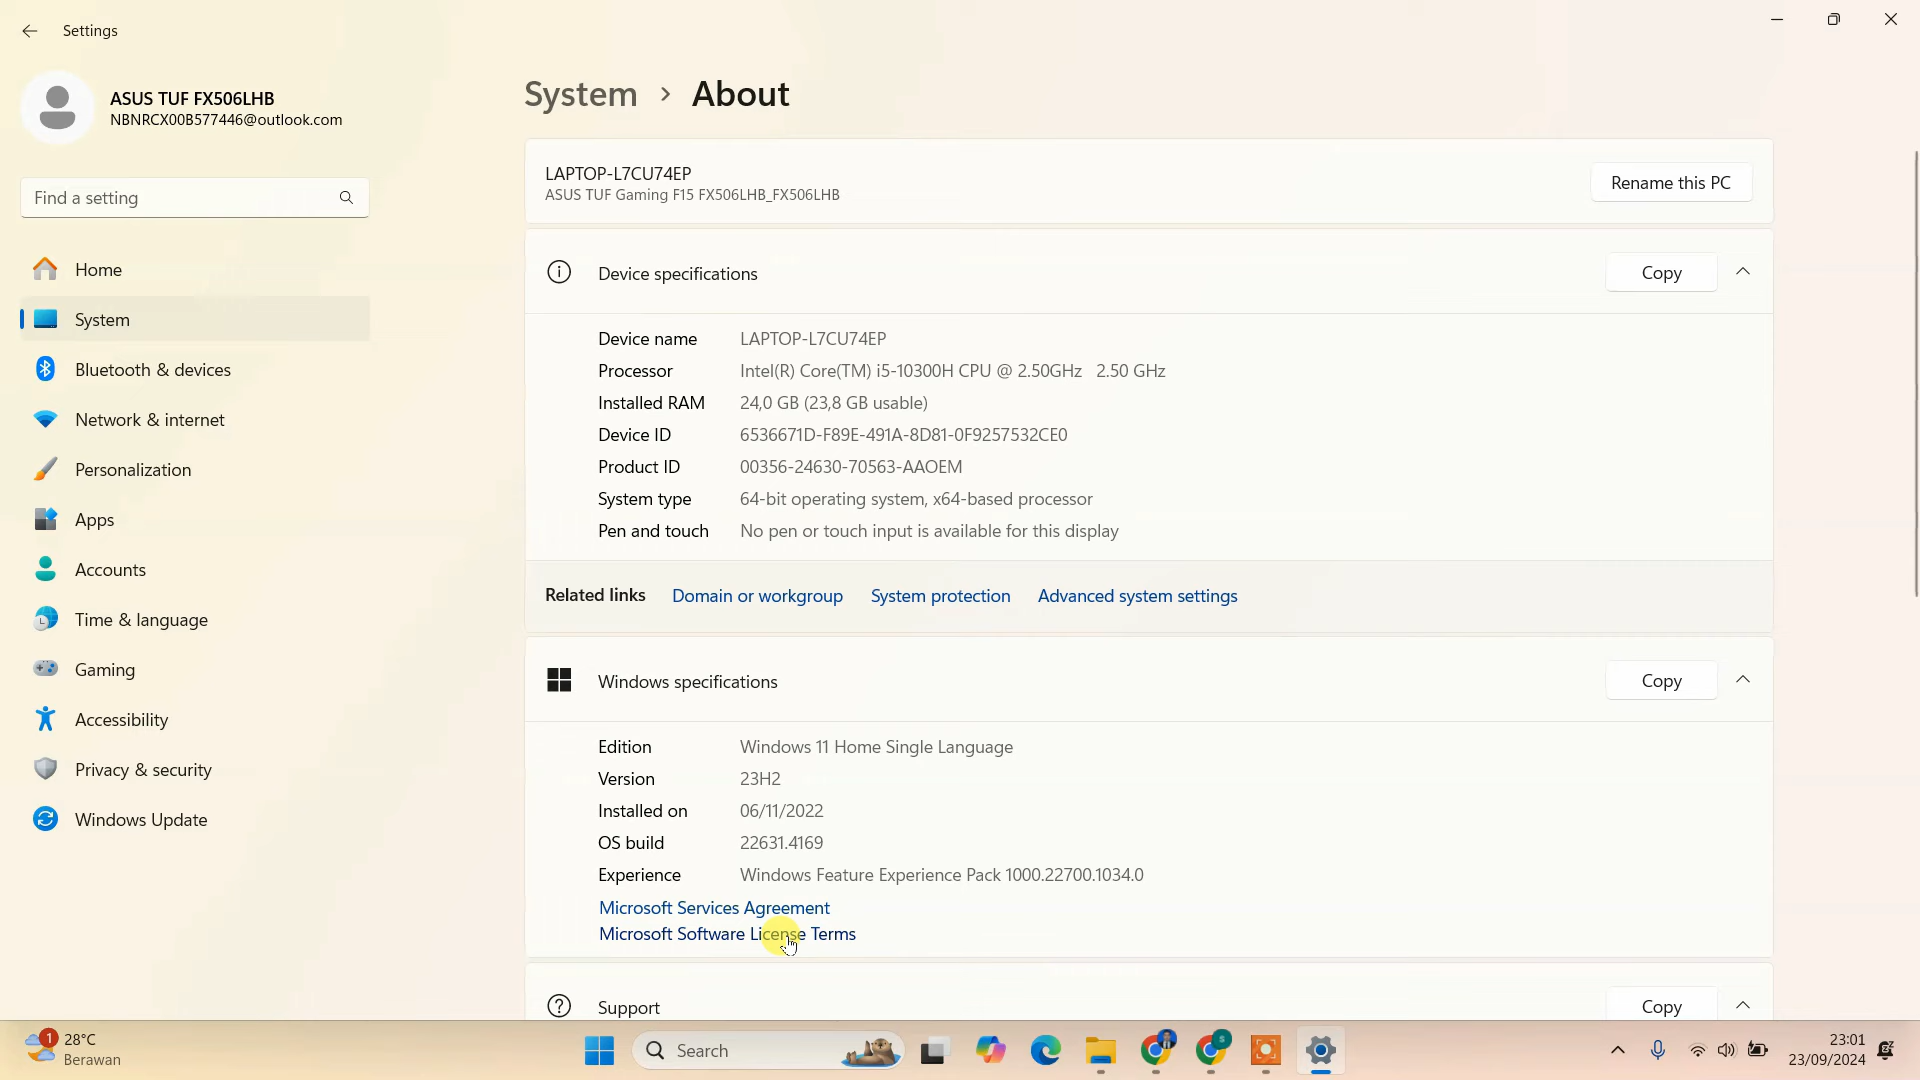 Settings
ASUS TUF FX506LHB
NBNRCX00B577446@outlook.com
Find a setting
Home
System
Bluetooth & devices
Network & internet
Personalization
Apps
Accounts
Time & language
Gaming
Accessibility
Privacy & security
Windows Update
System > About
LAPTOP-L7CU74EP
ASUS TUF Gaming F15 FX506LHB_FX506LHB
Rename this PC
Device specifications
Copy
Device name LAPTOP-L7CU74EP
Processor Intel(R) Core(TM) i5-10300H CPU @ 2.50GHz 2.50 GHz
Installed RAM 24,0 GB (23,8 GB usable)
Device ID 6536671D-F89E-491A-8D81-0F9257532CE0
Product ID 00356-24630-70563-AAOEM
System type 64-bit operating system, x64-based processor
Pen and touch No pen or touch input is available for this display
Related links Domain or workgroup System protection Advanced system settings
Windows specifications
Copy
Edition Windows 11 Home Single Language
Version 23H2
Installed on 06/11/2022
OS build 22631.4169
Experience Windows Feature Experience Pack 1000.22700.1034.0
Microsoft Services Agreement
Microsoft Software License Terms
Support
Copy
1
28°C
Berawan
Search
S
23:01
23/09/2024